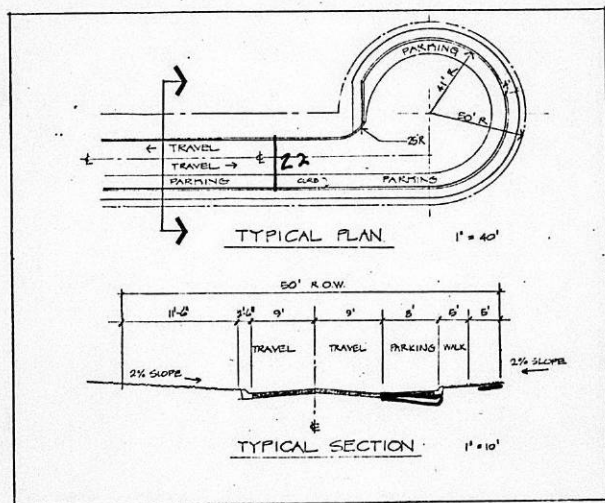 PARKING
41' R
50' R
25' R
← TRAVEL
TRAVEL →
PARKING
22
CURB
PARKING
TYPICAL PLAN 1" = 40'
50' R.O.W.
11'-6" 9' 9' 8' 5' 5'
TRAVEL TRAVEL PARKING WALK
2% SLOPE
2% SLOPE
TYPICAL SECTION 1" = 10'